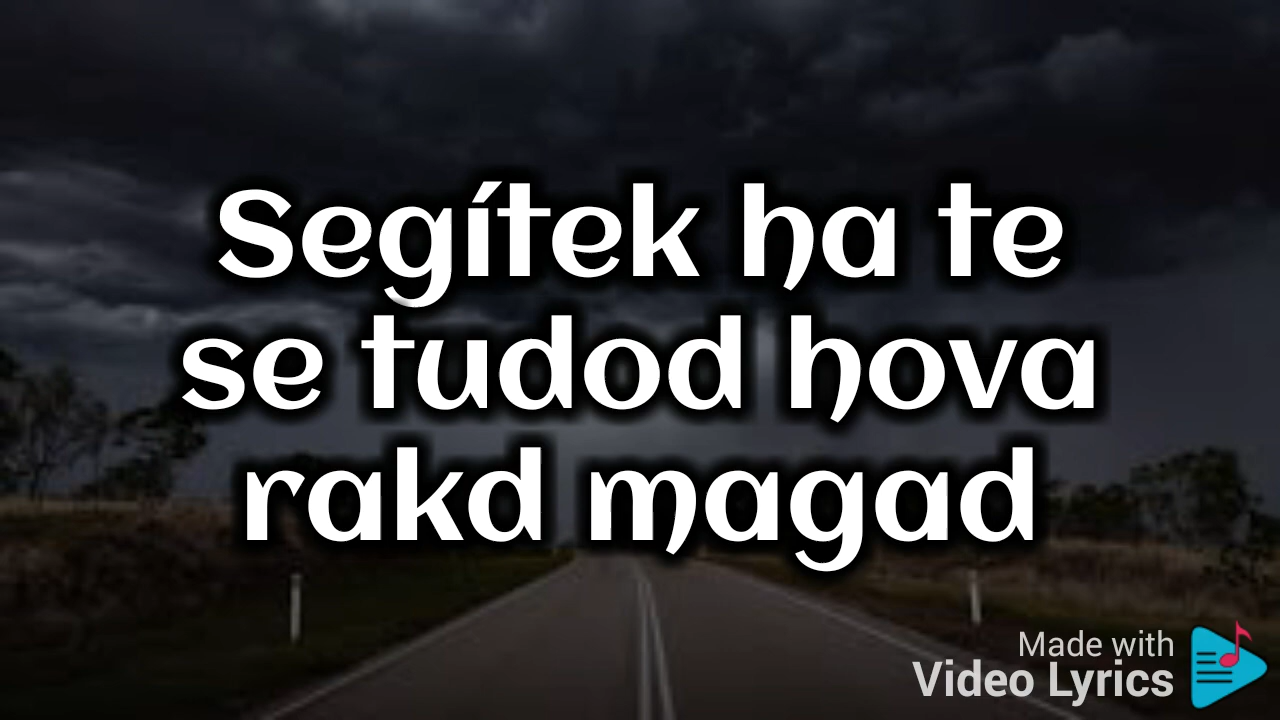 Segítek ha te
se tudod hova
rakd magad
Made with
Video Lyrics